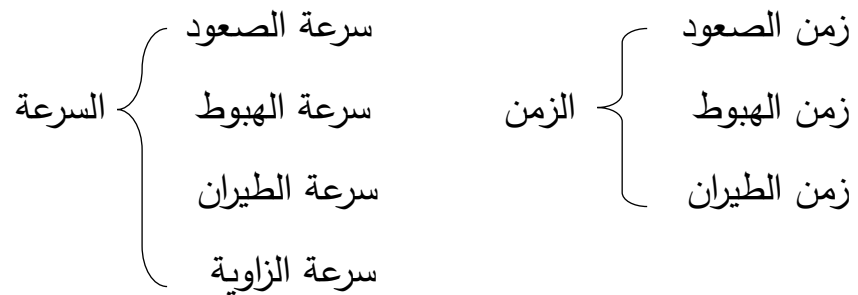 زمن الصعود
زمن الهبوط
زمن الطيران
الزمن
سرعة الصعود
سرعة الهبوط
سرعة الطيران
سرعة الزاوية
السرعة